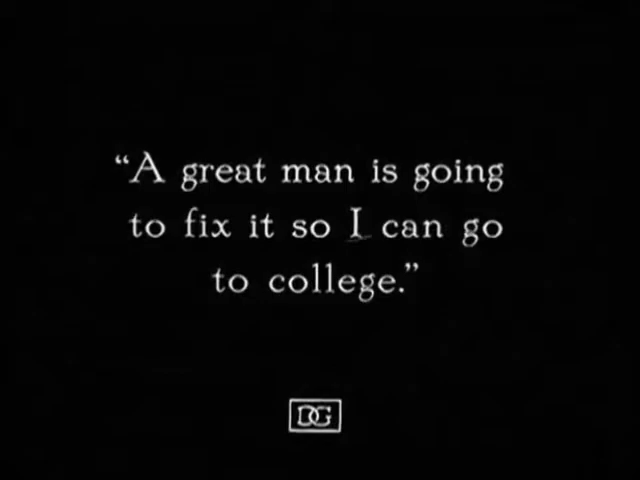 “A great man is going
to fix it so I can go
to college.”
DG